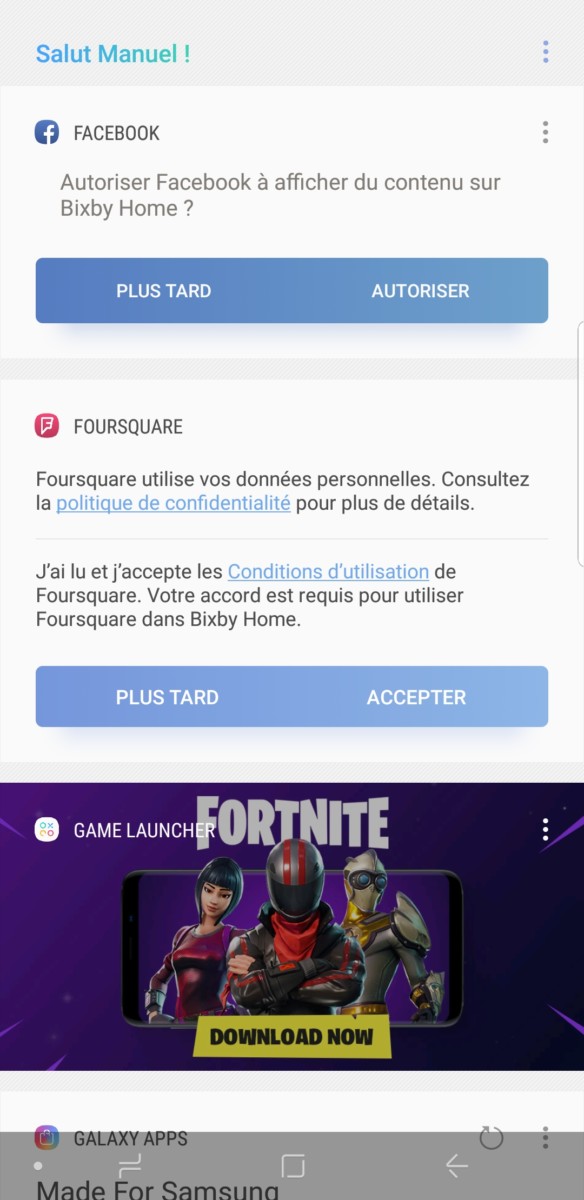 Salut Manuel !
FACEBOOK
Autoriser Facebook à afficher du contenu sur
Bixby Home ?
PLUS TARD
AUTORISER
FOURSQUARE
Foursquare utilise vos données personnelles. Consultez
la politique de confidentialité pour plus de détails.
J’ai lu et j’accepte les Conditions d’utilisation de
Foursquare. Votre accord est requis pour utiliser
Foursquare dans Bixby Home.
PLUS TARD
ACCEPTER
FORTNITE
GAME LAUNCHER
DOWNLOAD NOW
GALAXY APPS
Made For Samsung